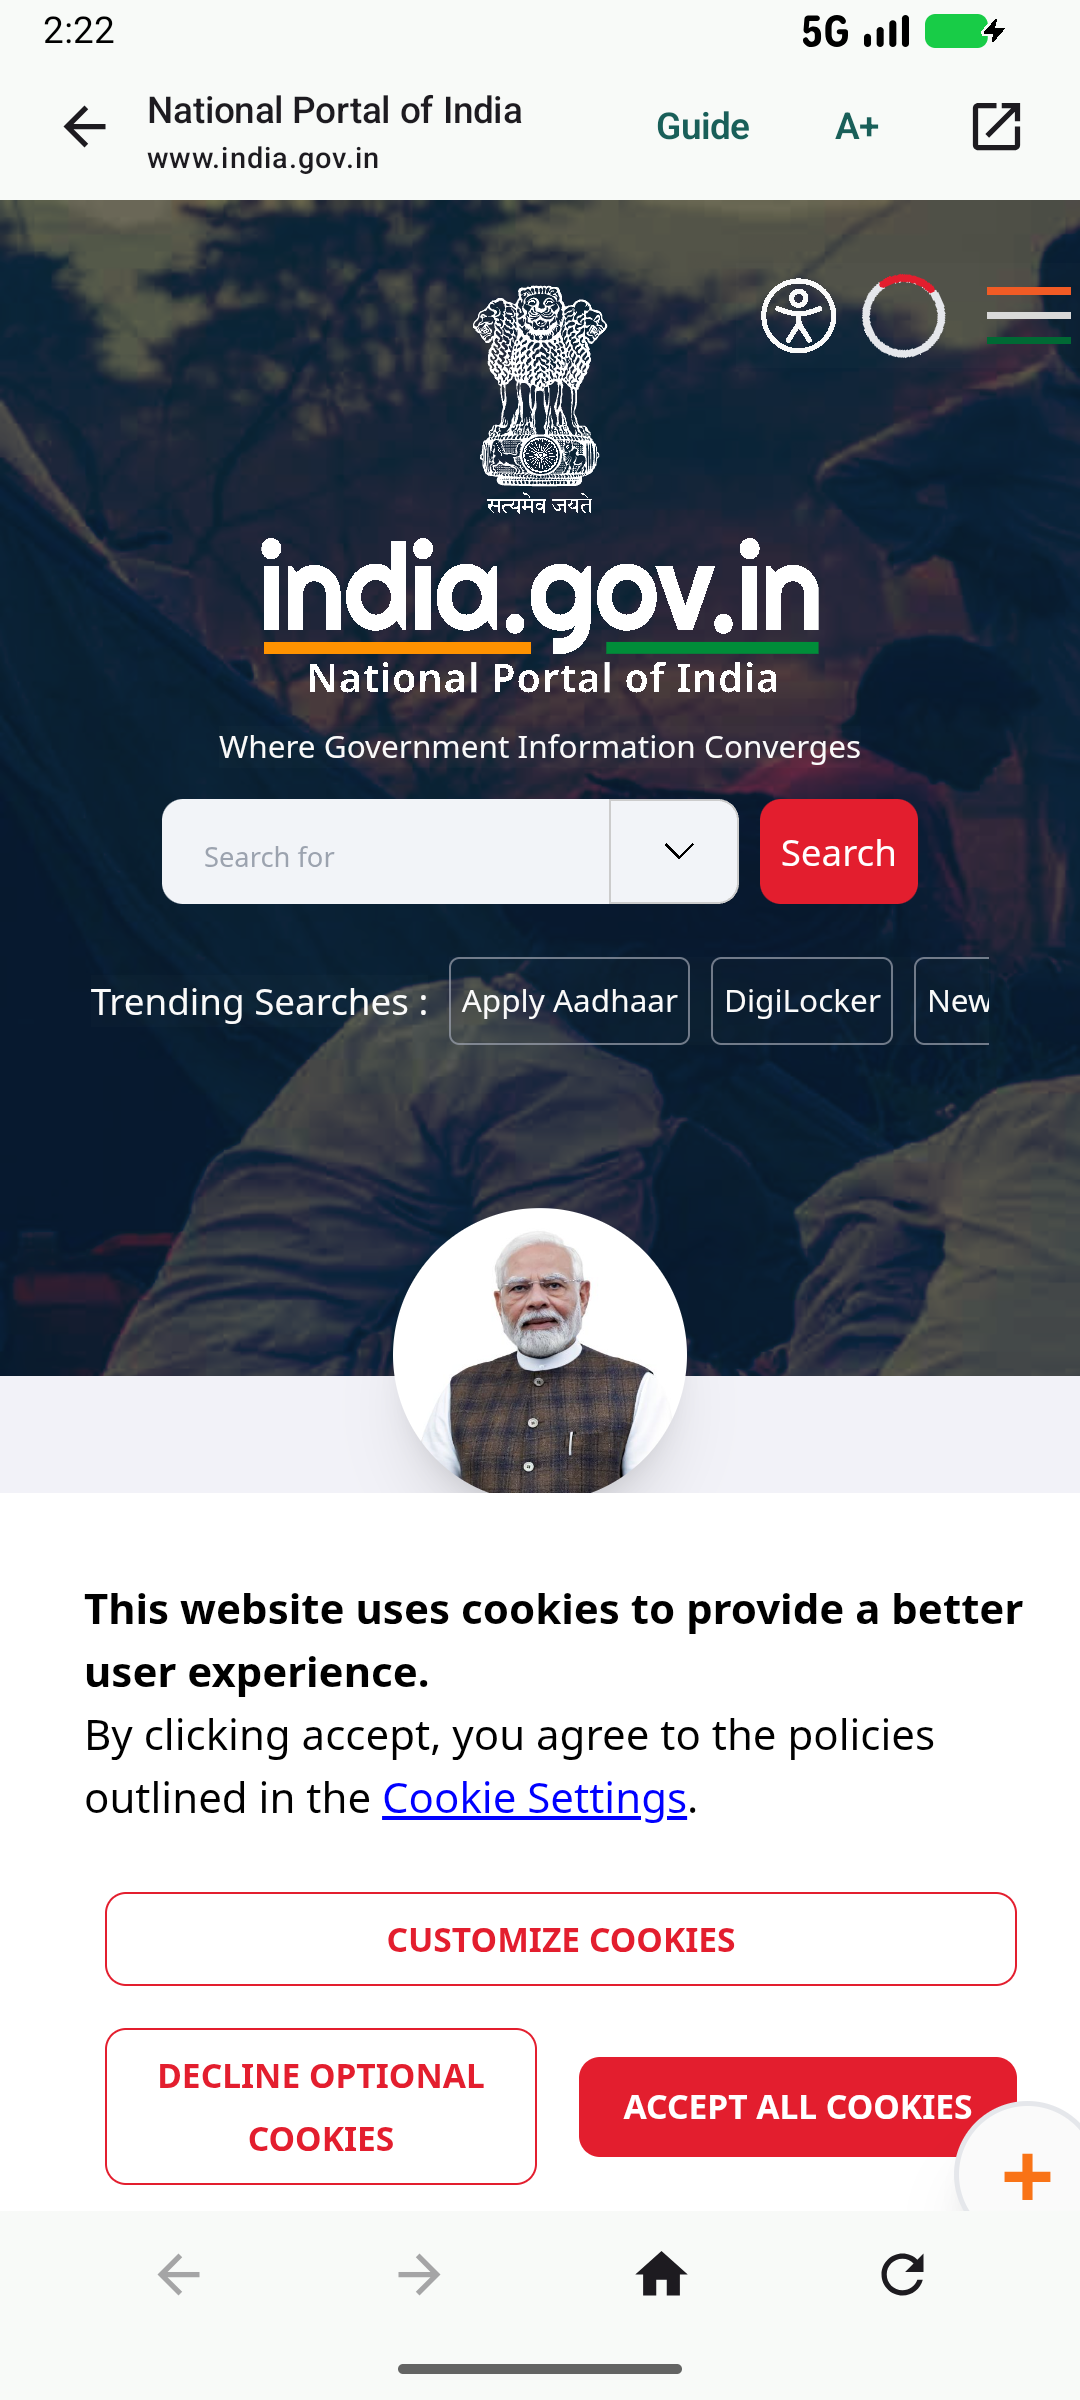 2:22
5G
National Portal of India
www.india.gov.in
Guide
A+
सत्यमेव जयते
india.gov.in
National Portal of India
Where Government Information Converges
Search for
Search
Trending Searches :
Apply Aadhaar
DigiLocker
New
This website uses cookies to provide a better
user experience.
By clicking accept, you agree to the policies
outlined in the Cookie Settings.
CUSTOMIZE COOKIES
DECLINE OPTIONAL
COOKIES
ACCEPT ALL COOKIES